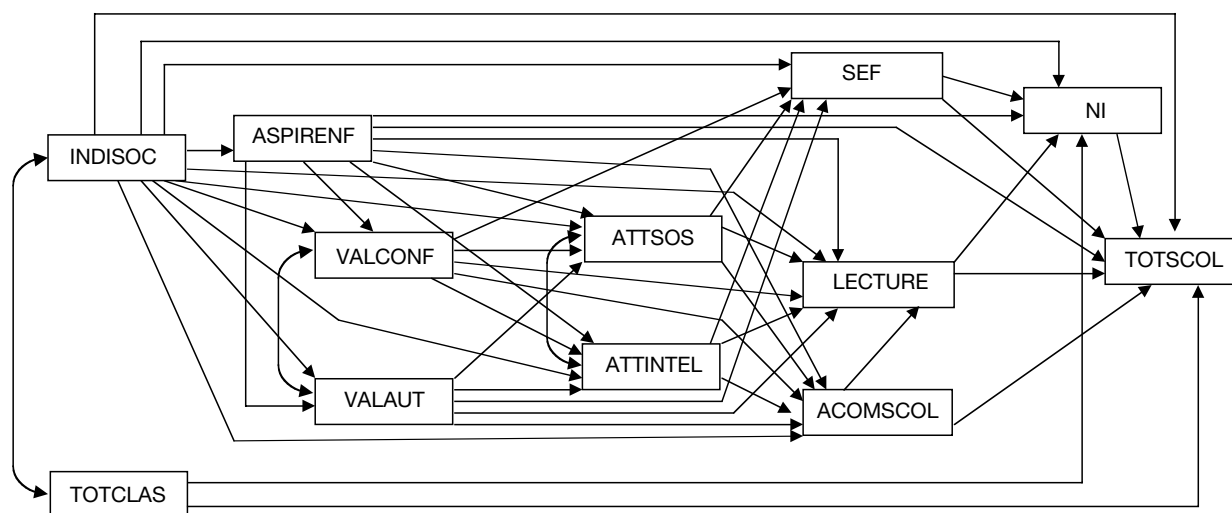 SEF
NI
ASPIRENF
INDISOC
ATTSOS
VALCONF
TOTSCOL
LECTURE
ATTINTEL
VALAUT
ACOMSCOL
TOTCLAS